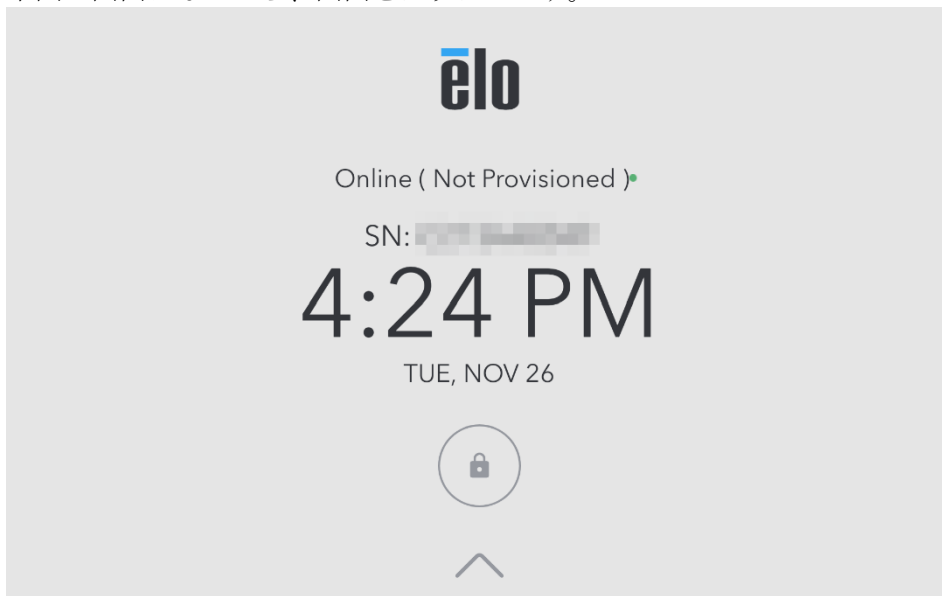 elo
Online ( Not Provisioned )
SN:
4:24 PM
TUE, NOV 26